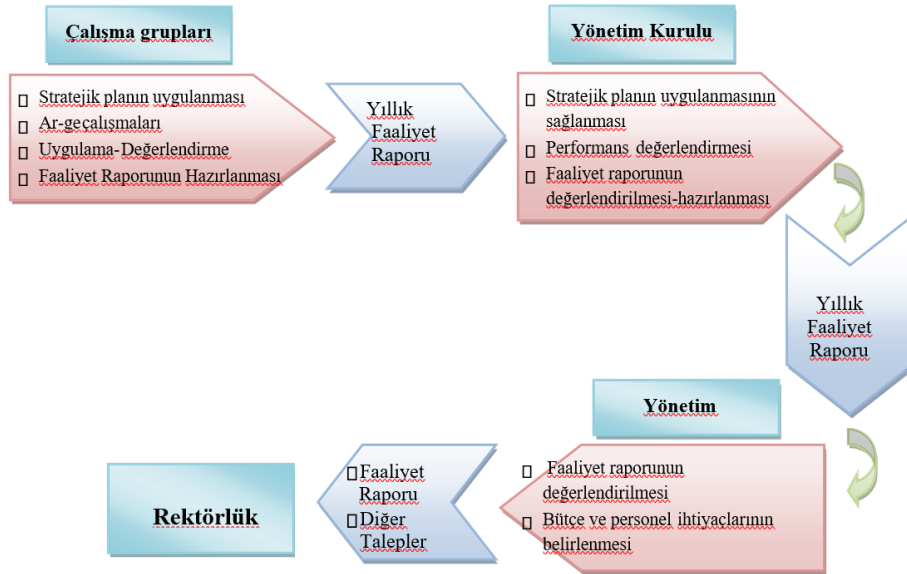 Çalışma grupları
Stratejik planın uygulanması
Ar-geçalışmaları
Uygulama-Değerlendirme
Faaliyet Raporunun Hazırlanması
Yıllık
Faaliyet
Raporu
Yönetim Kurulu
Stratejik planın uygulanmasının
sağlanması
Performans değerlendirmesi
Faaliyet raporunun
değerlendirilmesi-hazırlanması
Yıllık
Faaliyet
Raporu
Yönetim
Faaliyet raporunun
değerlendirilmesi
Bütce ve personel ihtiyaçlarının
belirlenmesi
Faaliyet
Raporu
Diğer
Talepler
Rektörlük